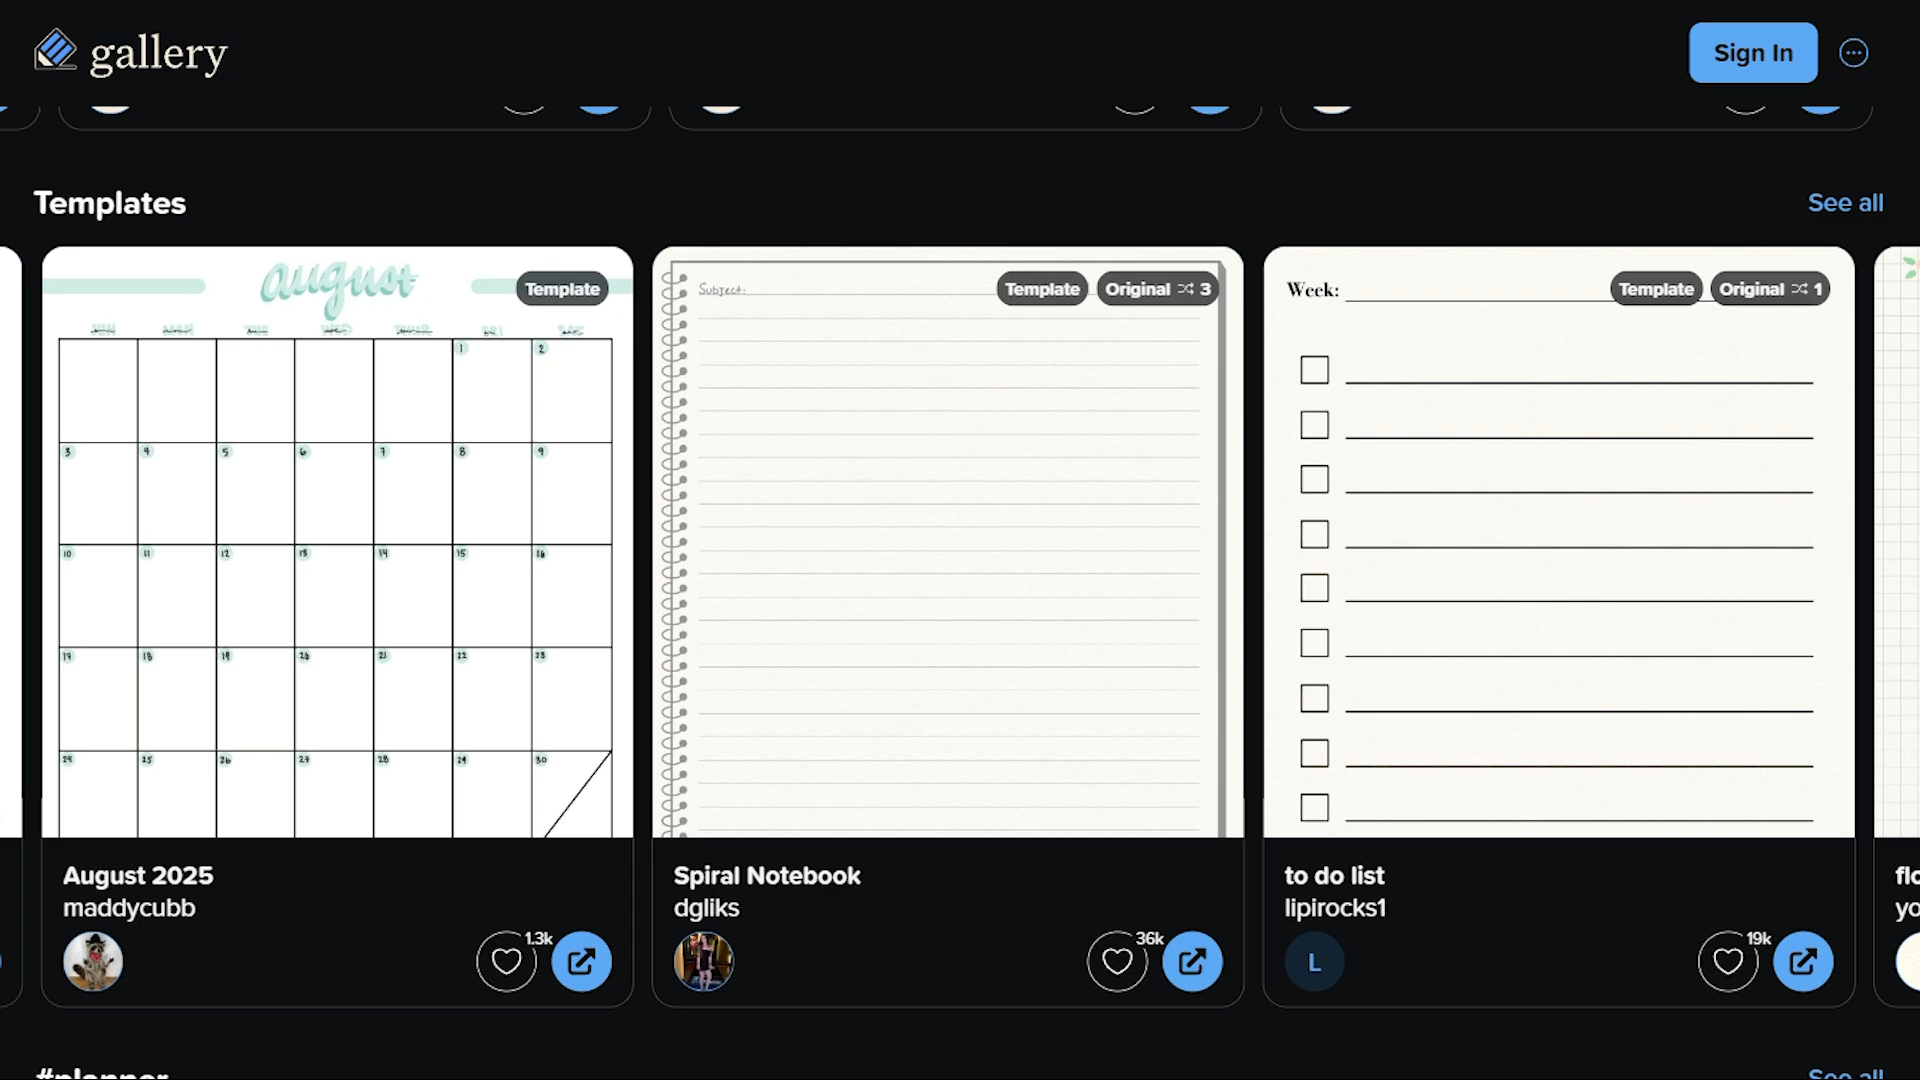 gallery
Sign In
Templates
See all
august
Template
1 2
3 4 5 6 7 8 9
10 11 12 13 14 15 16
17 18 19 20 21 22 23
24 25 26 27 28 29 30
August 2025
maddycubb
1.3k
Subject:
Template
Original 3
Spiral Notebook
dgliks
36k
Week:
Template
Original 1
to do list
lipirocks1
L
19k
#planner
See all